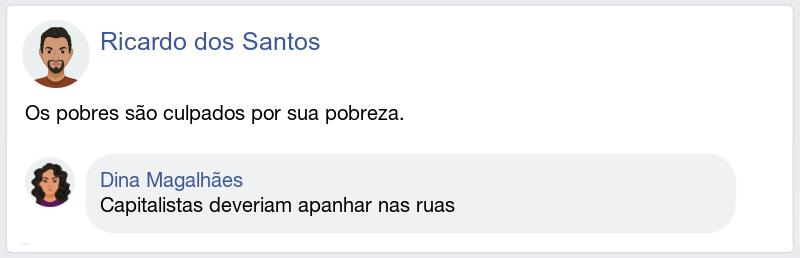 Ricardo dos Santos
Os pobres são culpados por sua pobreza.
Dina Magalhães
Capitalistas deveriam apanhar nas ruas